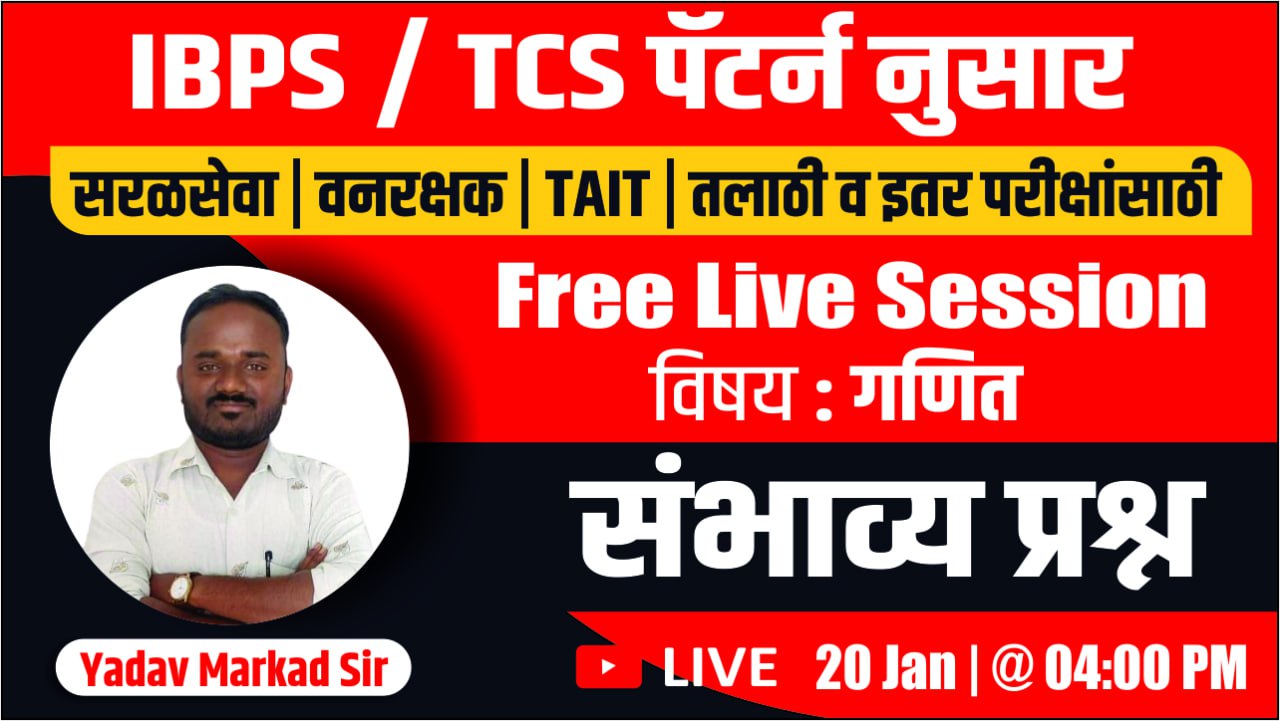 IBPS / TCS पॅटर्न नुसार
सरळसेवा | वनरक्षक | TAIT | तलाठी व इतर परीक्षांसाठी
Free Live Session
विषय : गणित
संभाव्य प्रश्न
Yadav Markad Sir
LIVE 20 Jan | @ 04:00 PM